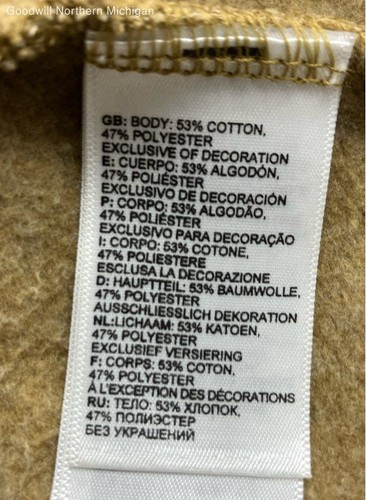 Goodwill Northern Michigan
GB: BODY: 53% COTTON,
47% POLYESTER
EXCLUSIVE OF DECORATION
E: CUERPO: 53% ALGODÓN,
47% POLIÉSTER
EXCLUSIVO DE DECORACIÓN
P: CORPO: 53% ALGODÃO,
47% POLIÉSTER
EXCLUSIVO PARA DECORAÇÃO
I: CORPO: 53% COTONE,
47% POLIESTERE
ESCLUSA LA DECORAZIONE
D: HAUPTTEIL: 53% BAUMWOLLE,
47% POLYESTER
AUSSCHLIESSLICH DEKORATION
NL:LICHAAM: 53% KATOEN,
47% POLYESTER
EXCLUSIEF VERSIERING
F: CORPS: 53% COTON,
47% POLYESTER
À L'EXCEPTION DES DÉCORATIONS
RU: ТЕЛО: 53% ХЛОПОК,
47% ПОЛИЭСТЕР
БЕЗ УКРАШЕНИЙ